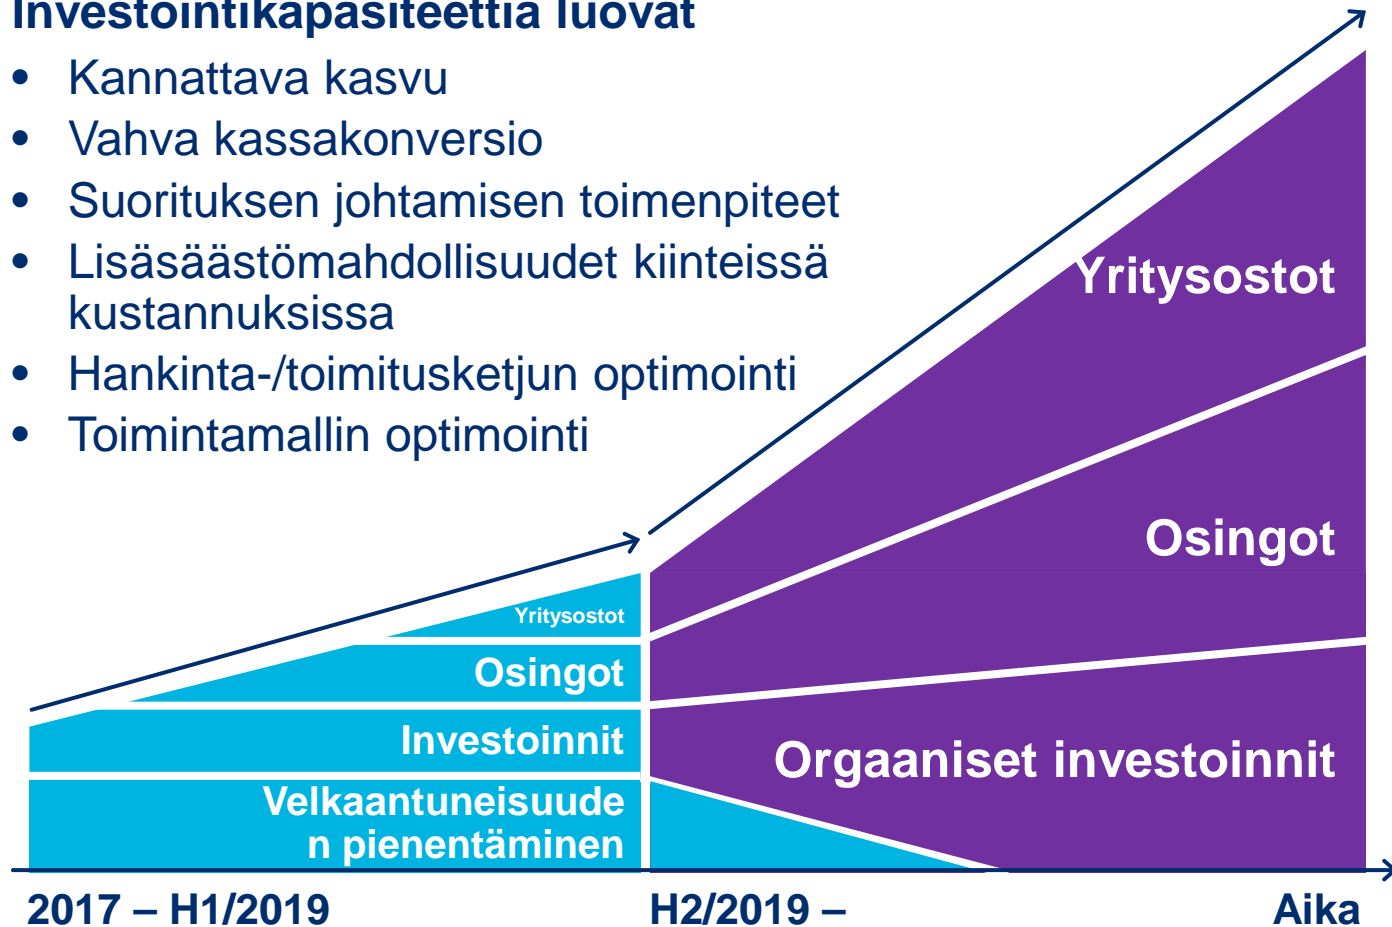 Investointikapasiteettia luovat
• Kannattava kasvu
• Vahva kassakonversio
• Suorituksen johtamisen toimenpiteet
• Lisäsäästömahdollisuudet kiinteissä
kustannuksissa
• Hankinta-/toimitusketjun optimointi
• Toimintamallin optimointi
Yritysostot
Osingot
Orgaaniset investoinnit
Yritysostot
Osingot
Investoinnit
Velkaantuneisuude
n pienentäminen
2017 – H1/2019
H2/2019 –
Aika